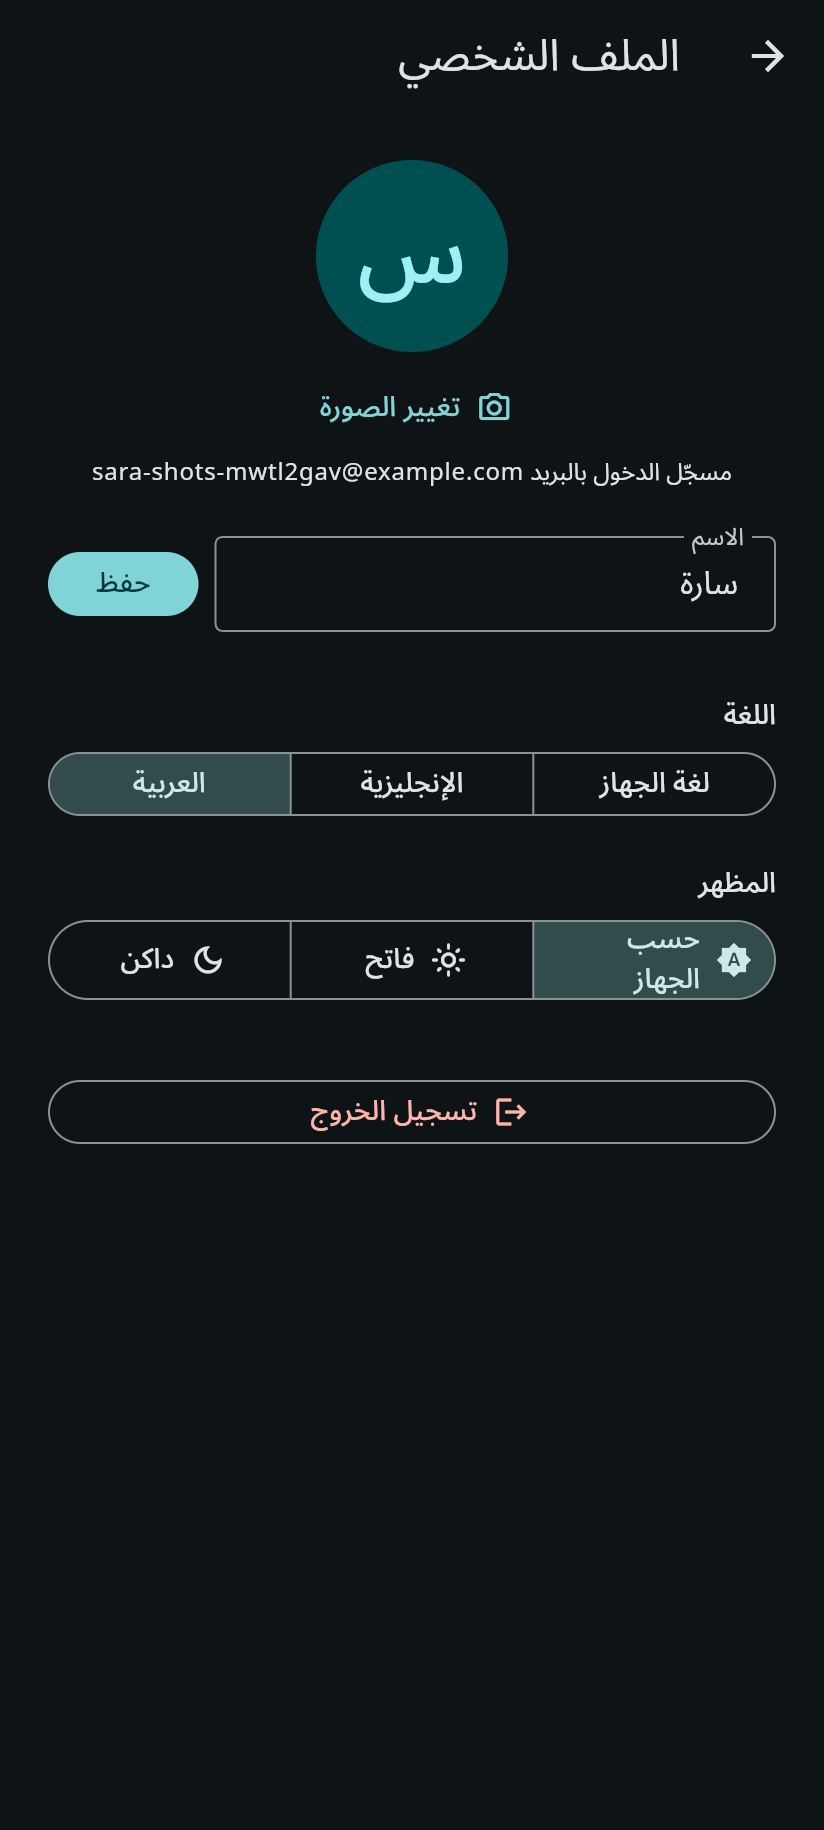 الملف الشخصي
س
تغيير الصورة
مسجّل الدخول بالبريد sara-shots-mwtl2gav@example.com
الاسم
سارة
حفظ
اللغة
لغة الجهاز
الإنجليزية
العربية
المظهر
A
حسب
الجهاز
فاتح
داكن
تسجيل الخروج